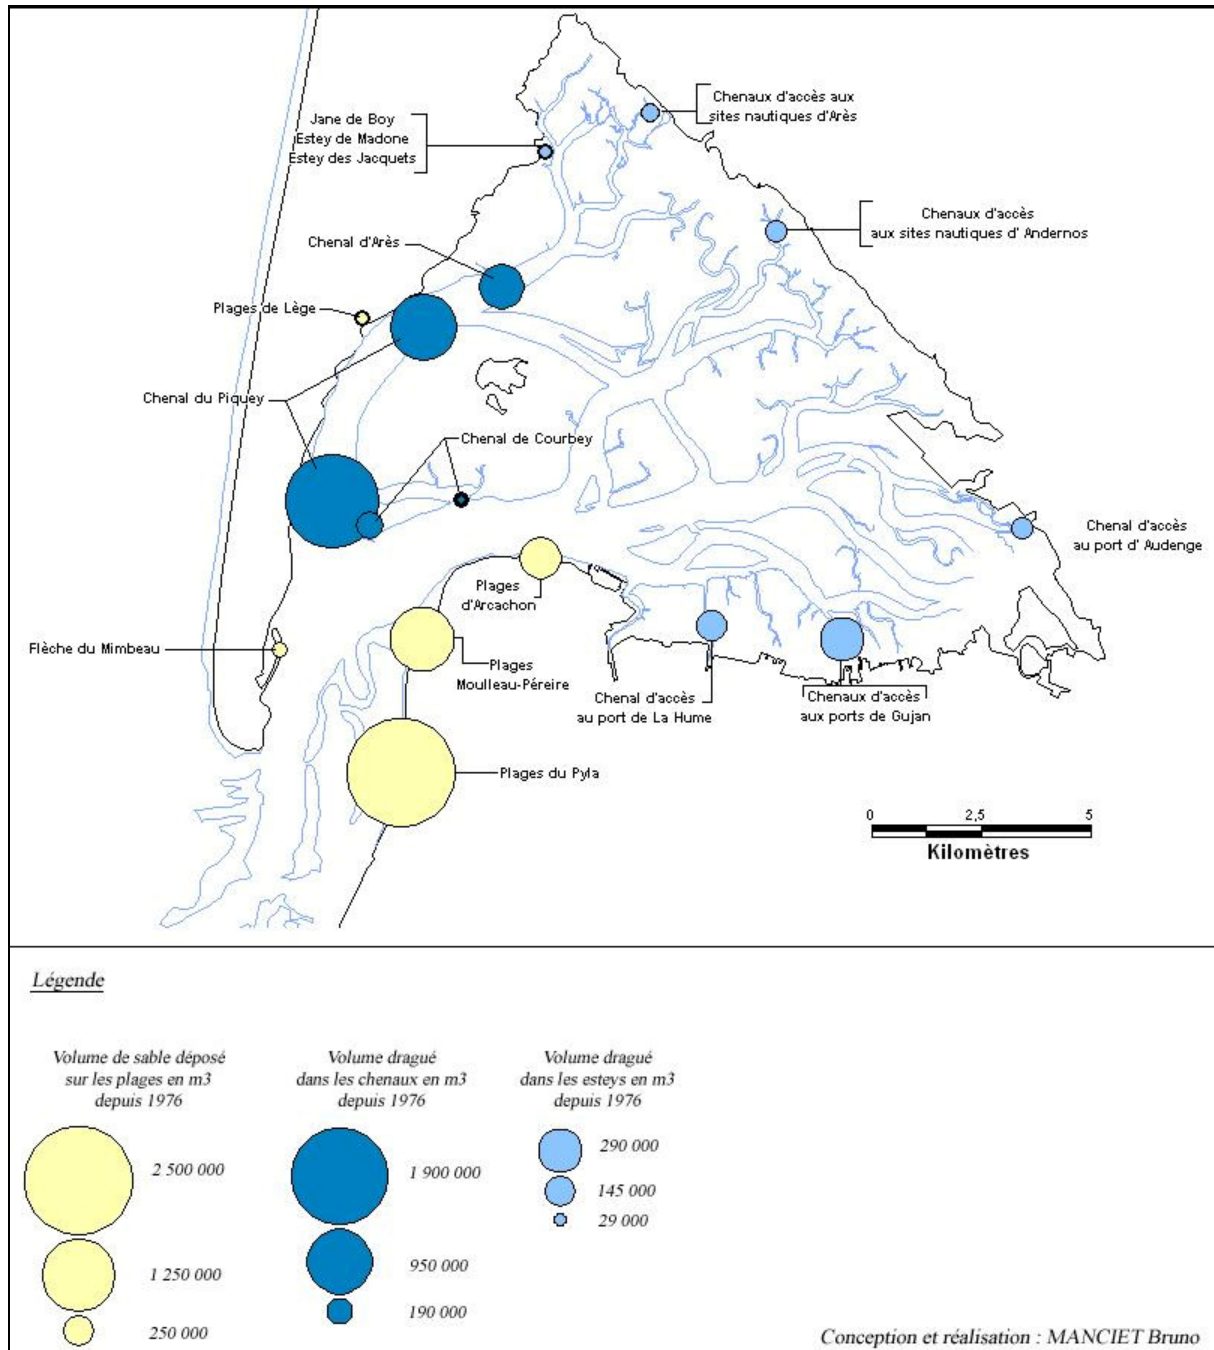 Chenaux d'accès aux
sites nautiques d'Arès
Jane de Boy
Estey de Madone
Estey des Jacquets
Chenaux d'accès
aux sites nautiques d' Andernos
Chenal d'Arès
Plages de Lège
Chenal du Piquey
Chenal de Courbey
Chenal d'accès
au port d' Audenge
Plages
d'Arcachon
Flèche du Mimbeau
Plages
Moulleau-Péreire
Chenal d'accès
au port de La Hume
Chenaux d'accès
aux ports de Gujan
Plages du Pyla
0 2,5 5
Kilomètres
Légende
Volume de sable déposé
sur les plages en m3
depuis 1976
2 500 000
1 250 000
250 000
Volume dragué
dans les chenaux en m3
depuis 1976
1 900 000
950 000
190 000
Volume dragué
dans les esteys en m3
depuis 1976
290 000
145 000
29 000
Conception et réalisation : MANCIET Bruno